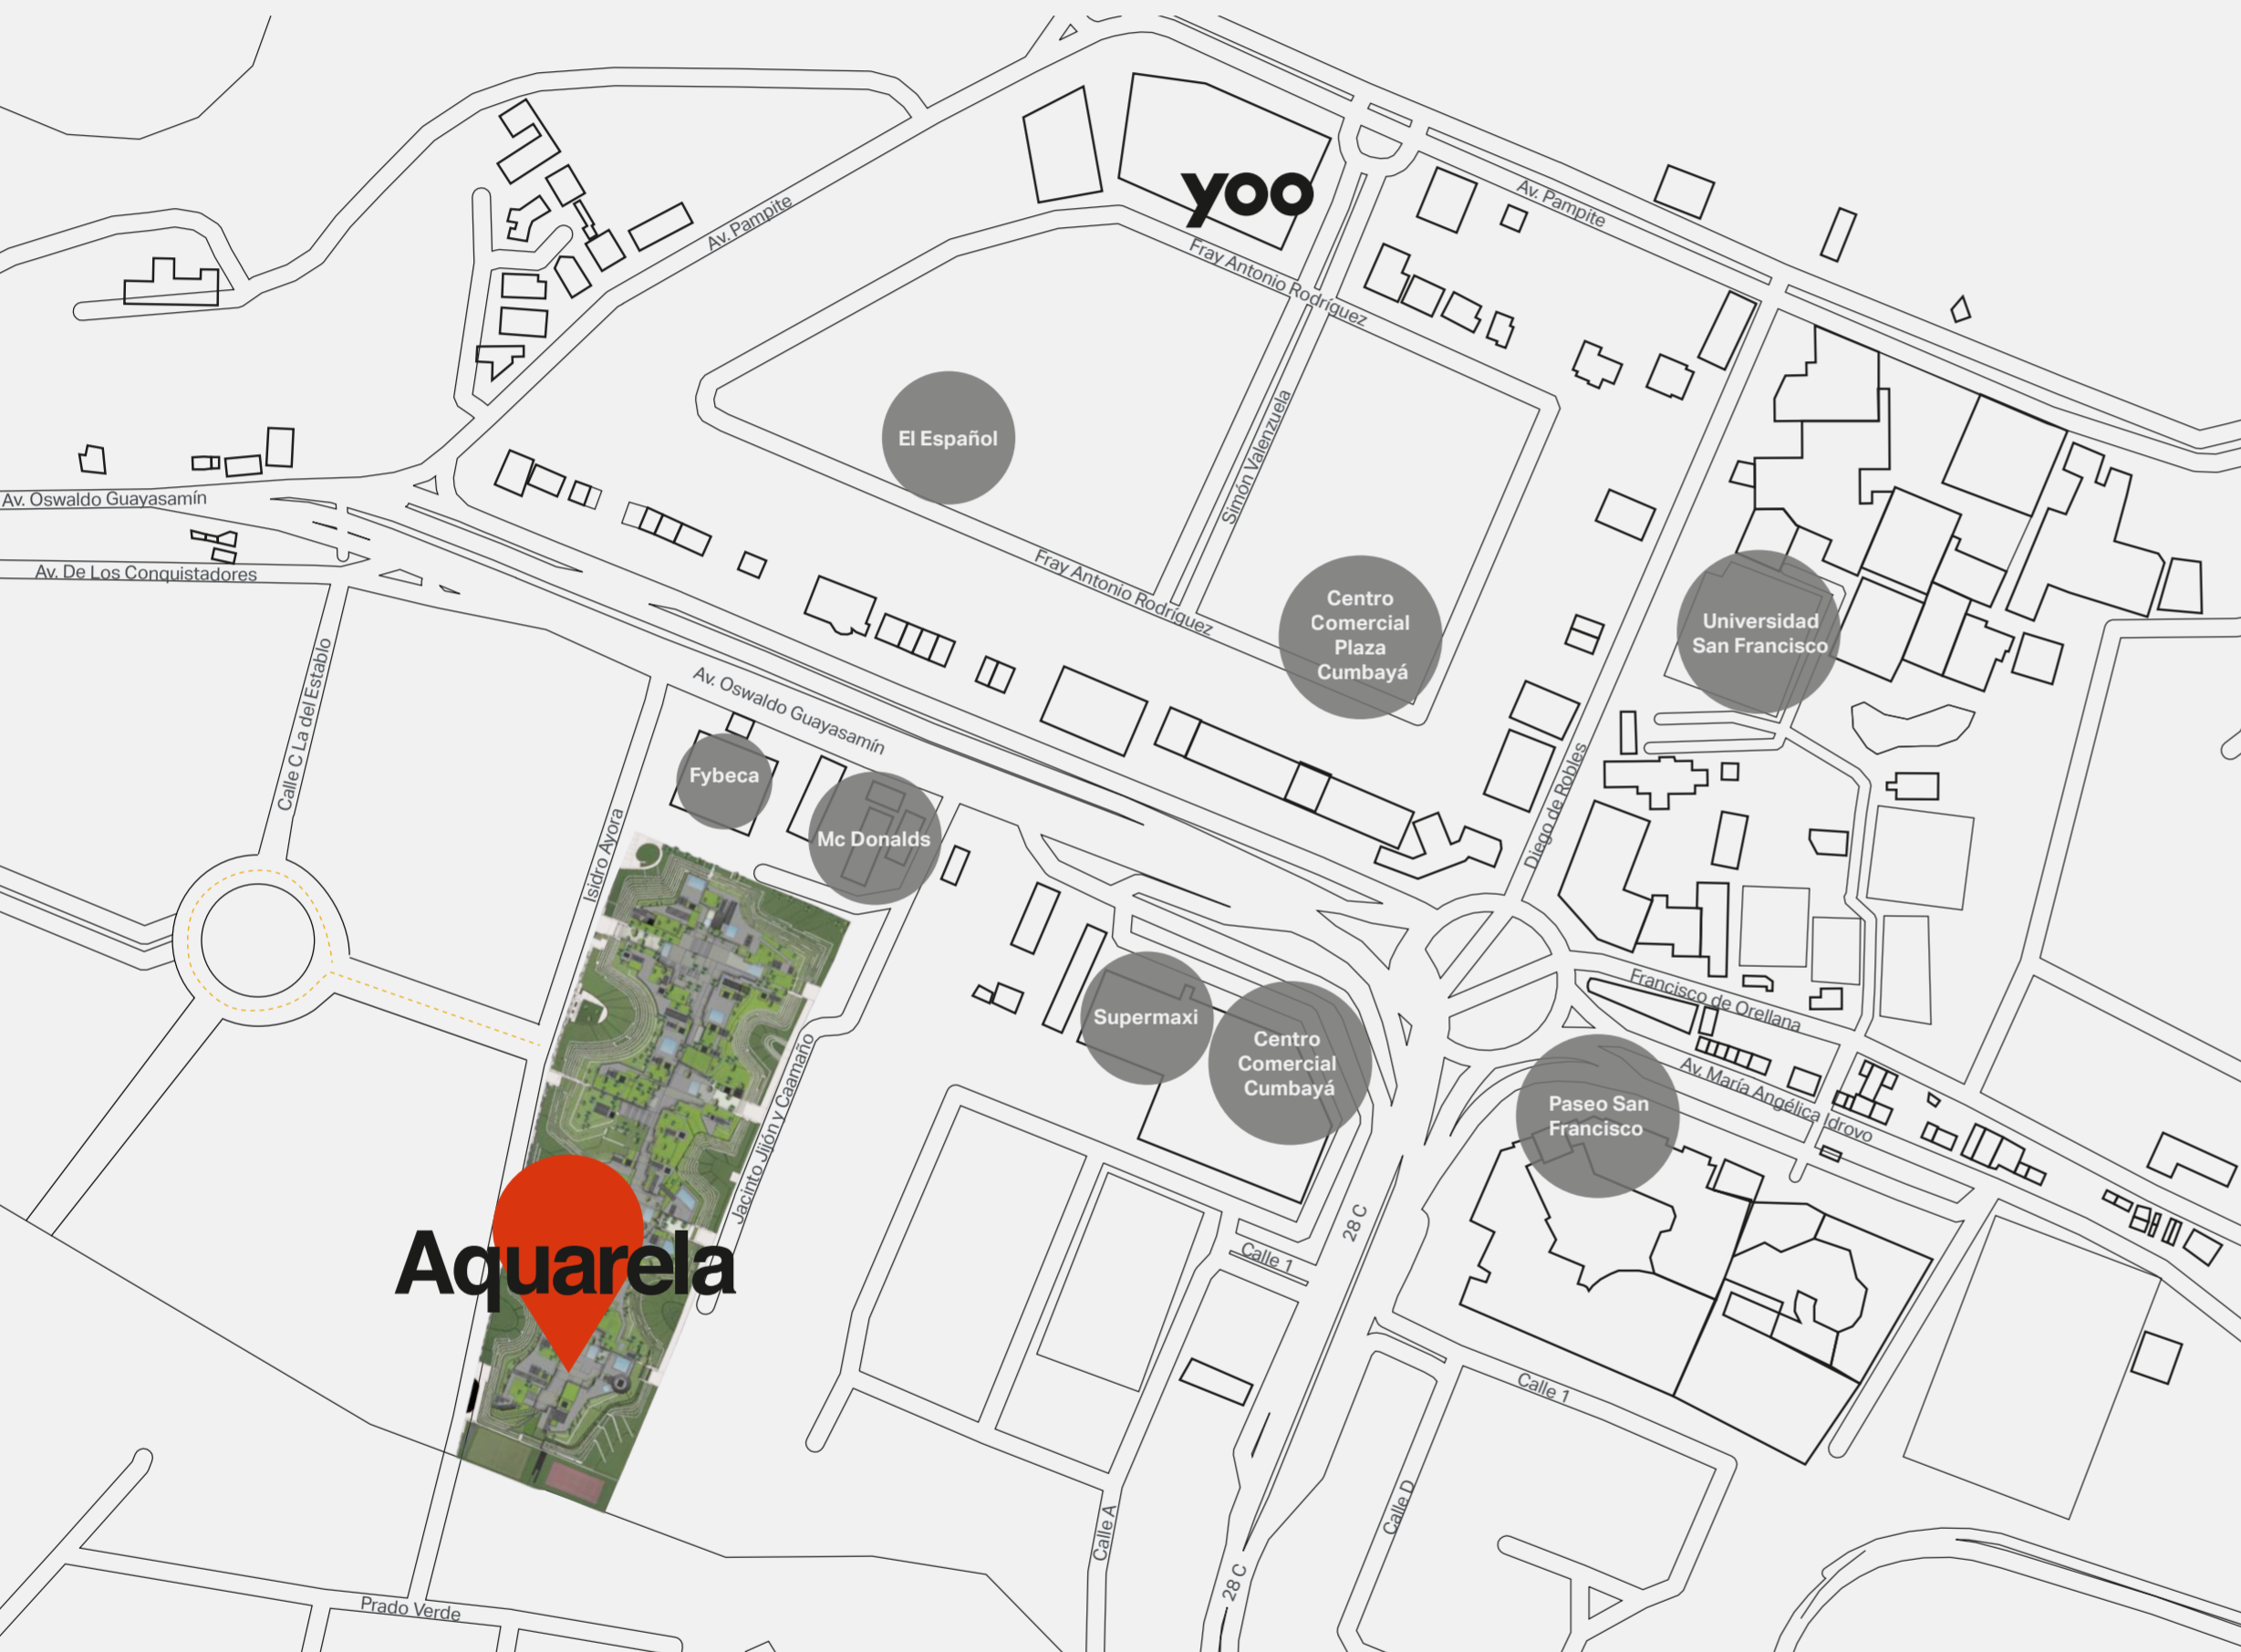 yoo
Av. Pampite
Av. Pampite
Fray Antonio Rodríguez
El Español
Simón Valenzuela
Av. Oswaldo Guayasamín
Av. De Los Conquistadores
Fray Antonio Rodríguez
Centro
Comercial
Plaza
Cumbayá
Universidad
San Francisco
Calle C La del Establo
Av. Oswaldo Guayasamín
Fybeca
Mc Donalds
Isidro Ayora
Diego de Robles
Supermaxi
Centro
Comercial
Cumbayá
Francisco de Orellana
Av. María Angélica Idrovo
Paseo San
Francisco
Jacinto Jijón y Caamaño
Aquarela
28 C
Calle 1
Calle 1
Calle D
Calle A
28 C
Prado Verde